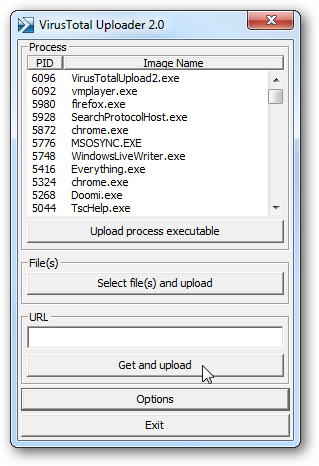 VirusTotal Uploader 2.0
Process
PID Image Name
6096 VirusTotalUpload2.exe
6092 vmplayer.exe
5980 firefox.exe
5928 SearchProtocolHost.exe
5872 chrome.exe
5776 MSOSYNC.EXE
5748 WindowsLiveWriter.exe
5416 Everything.exe
5324 chrome.exe
5268 Doomi.exe
5044 TscHelp.exe
Upload process executable
File(s)
Select file(s) and upload
URL
Get and upload
Options
Exit